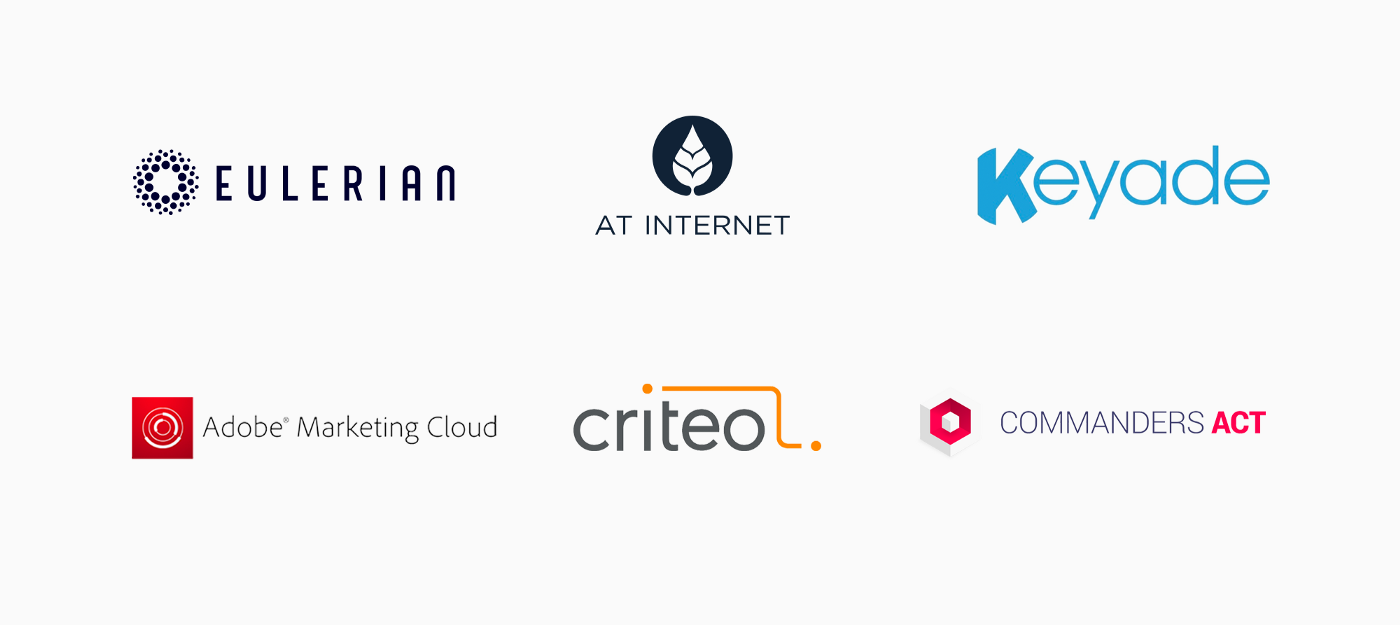 EULERIAN
AT INTERNET
Keyade
Adobe® Marketing Cloud
criteo
COMMANDERS ACT